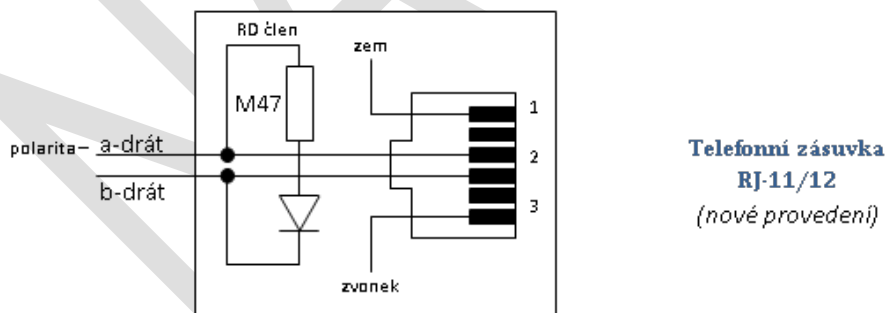 RD člen
zem
M47
1
polarita– a-drát
2
b-drát
3
zvonek
Telefonní zásuvka
RJ-11/12
(nové provedení)